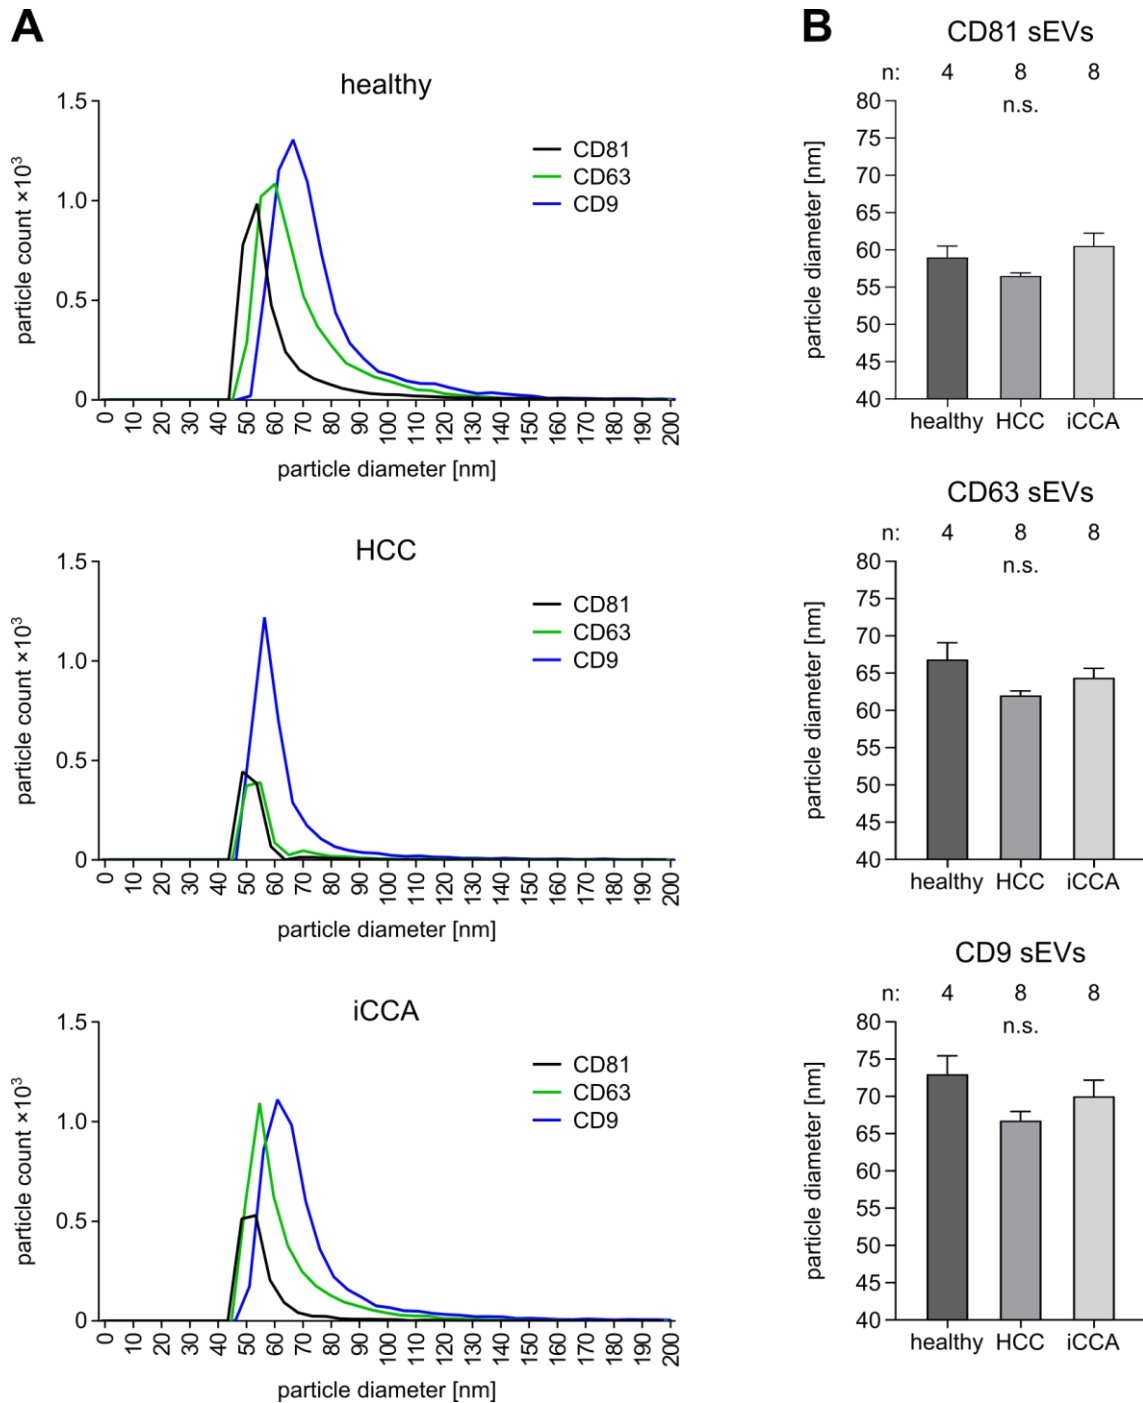 A
healthy
1.5
1.0
0.5
0
particle count ×10³
CD81
CD63
CD9
0 10 20 30 40 50 60 70 80 90 100 110 120 130 140 150 160 170 180 190 200
particle diameter [nm]
HCC
1.5
1.0
0.5
0
particle count ×10³
CD81
CD63
CD9
0 10 20 30 40 50 60 70 80 90 100 110 120 130 140 150 160 170 180 190 200
particle diameter [nm]
iCCA
1.5
1.0
0.5
0
particle count ×10³
CD81
CD63
CD9
0 10 20 30 40 50 60 70 80 90 100 110 120 130 140 150 160 170 180 190 200
particle diameter [nm]
B
CD81 sEVs
n: 4 8 8
n.s.
80
75
70
65
60
55
50
45
40
particle diameter [nm]
healthy HCC iCCA
CD63 sEVs
n: 4 8 8
n.s.
80
75
70
65
60
55
50
45
40
particle diameter [nm]
healthy HCC iCCA
CD9 sEVs
n: 4 8 8
n.s.
80
75
70
65
60
55
50
45
40
particle diameter [nm]
healthy HCC iCCA